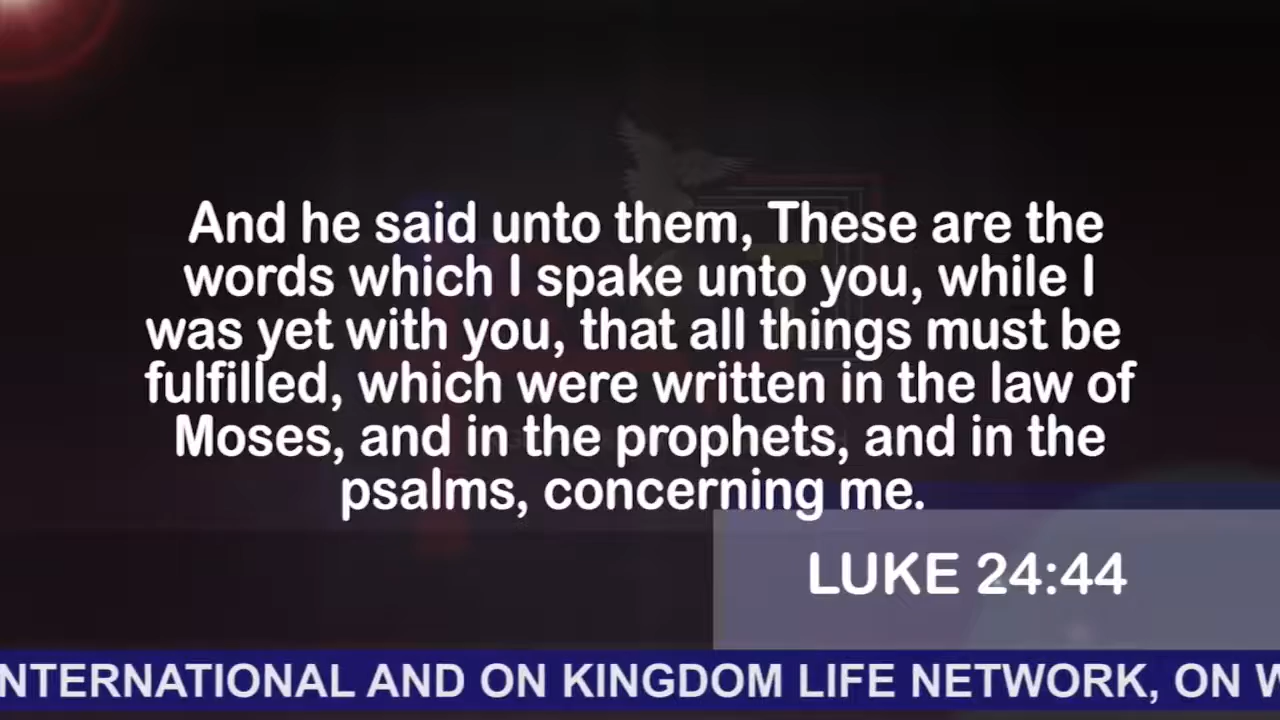 And he said unto them, These are the
words which I spake unto you, while I
was yet with you, that all things must be
fulfilled, which were written in the law of
Moses, and in the prophets, and in the
psalms, concerning me.
LUKE 24:44
NTERNATIONAL AND ON KINGDOM LIFE NETWORK, ON W